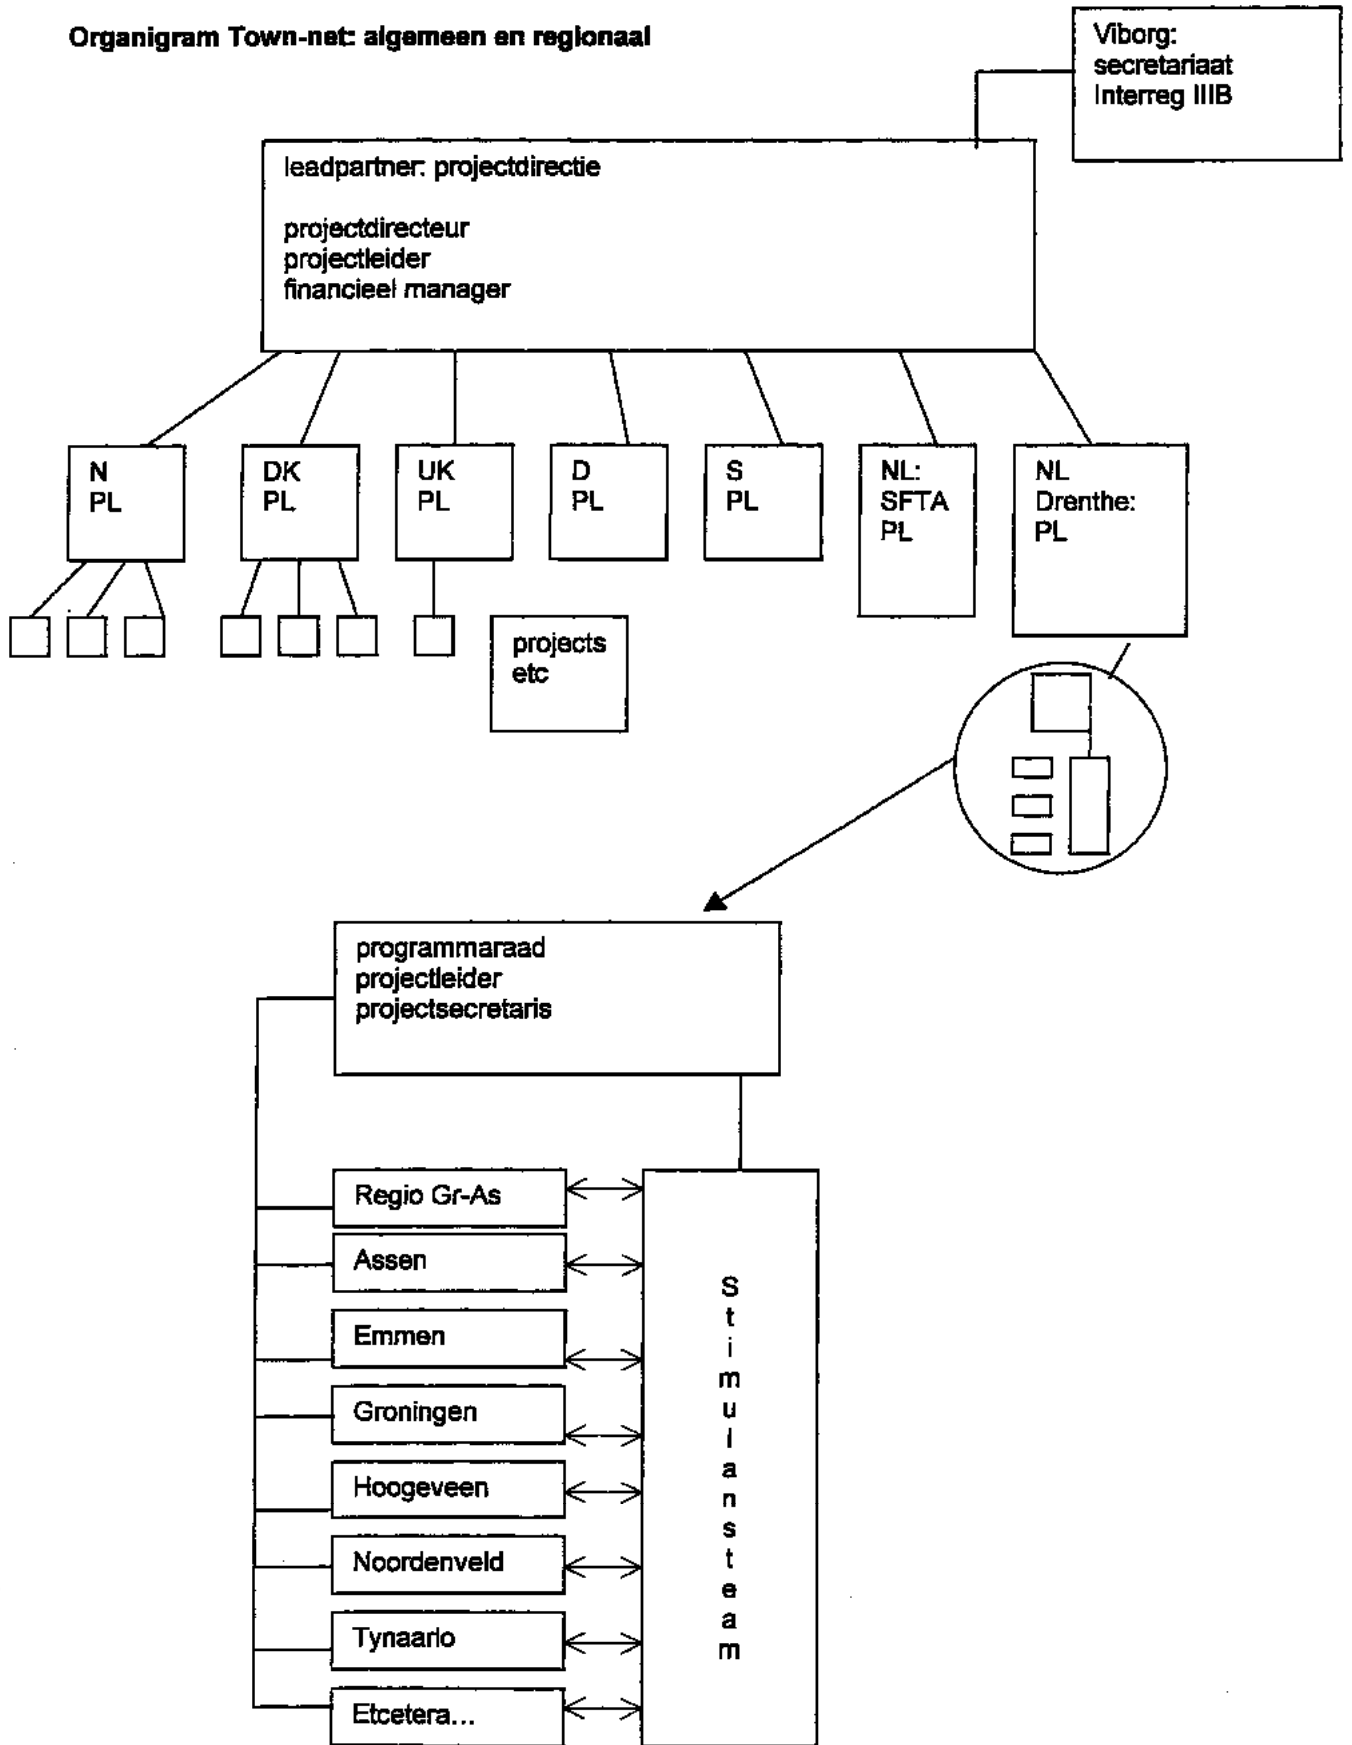 Organigram Town-net: algemeen en regionaal
Viborg:
secretariaat
Interreg IIIB
leadpartner: projectdirectie
projectdirecteur
projectleider
financieel manager
N
PL
DK
PL
UK
PL
D
PL
S
PL
NL:
SFTA
PL
NL
Drenthe:
PL
projects
etc
programmaraad
projectleider
projectsecretaris
Regio Gr-As
Assen
Emmen
Groningen
Hoogeveen
Noordenveld
Tynaarlo
Etcetera...
Stimulansteam